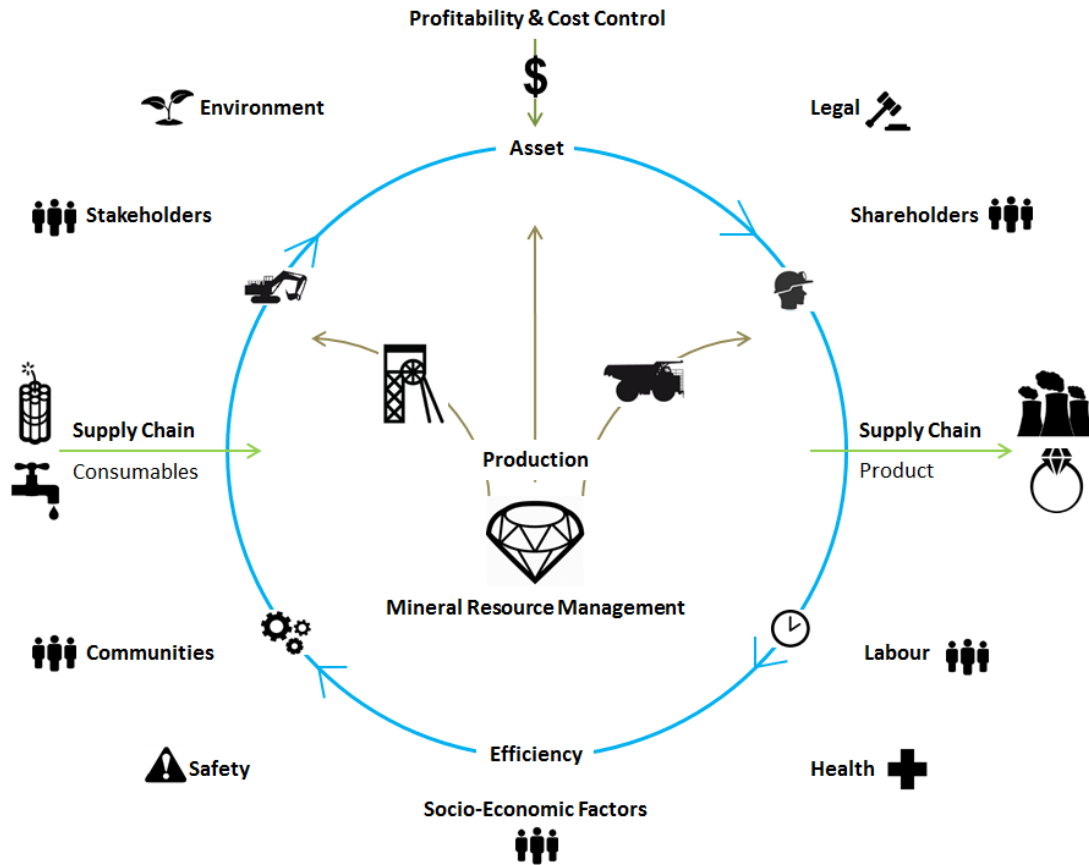 Profitability & Cost Control
$
Environment
Legal
Asset
Stakeholders
Shareholders
Supply Chain
Consumables
Production
Supply Chain
Product
Mineral Resource Management
Communities
Labour
Efficiency
Safety
Health
Socio-Economic Factors